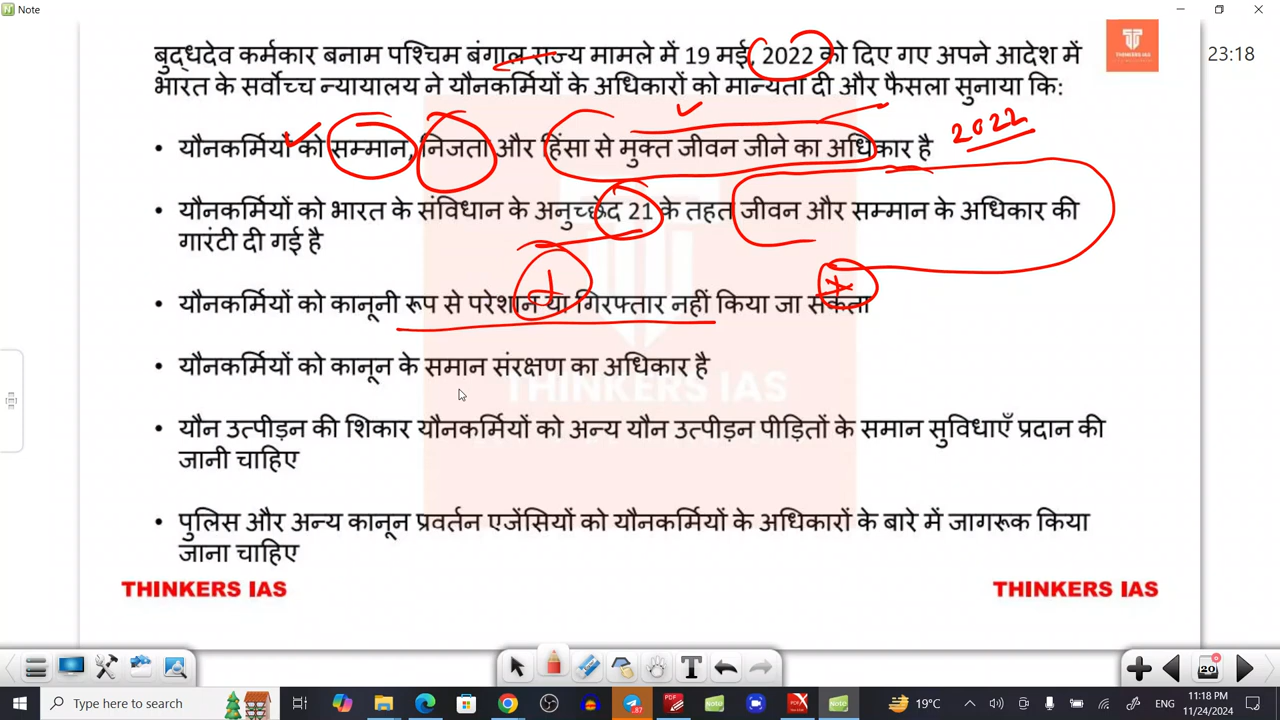 Note
बुद्धदेव कर्मकार बनाम पश्चिम बंगाल राज्य मामले में 19 मई, 2022 को दिए गए अपने आदेश में
भारत के सर्वोच्च न्यायालय ने यौनकर्मियों के अधिकारों को मान्यता दी और फैसला सुनाया कि:
23:18
• यौनकर्मियों को सम्मान, निजता और हिंसा से मुक्त जीवन जीने का अधिकार है
2022
• यौनकर्मियों को भारत के संविधान के अनुच्छेद 21 के तहत जीवन और सम्मान के अधिकार की
गारंटी दी गई है
• यौनकर्मियों को कानूनी रूप से परेशान या गिरफ्तार नहीं किया जा सकता
• यौनकर्मियों को कानून के समान संरक्षण का अधिकार है
THINKERS IAS
• यौन उत्पीड़न की शिकार यौनकर्मियों को अन्य यौन उत्पीड़न पीड़ितों के समान सुविधाएँ प्रदान की
जानी चाहिए
• पुलिस और अन्य कानून प्रवर्तन एजेंसियों को यौनकर्मियों के अधिकारों के बारे में जागरूक किया
जाना चाहिए
THINKERS IAS THINKERS IAS
20
Type here to search
87
19°C
ENG
11:18 PM
11/24/2024